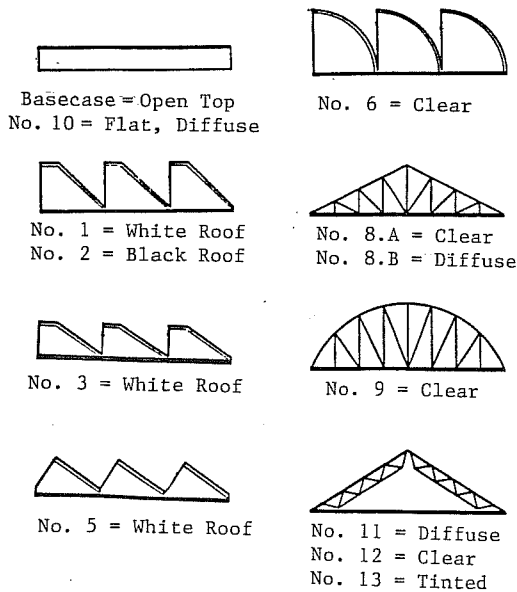 Basecase = Open Top
No. 10 = Flat, Diffuse
No. 1 = White Roof
No. 2 = Black Roof
No. 3 = White Roof
No. 5 = White Roof
No. 6 = Clear
No. 8.A = Clear
No. 8.B = Diffuse
No. 9 = Clear
No. 11 = Diffuse
No. 12 = Clear
No. 13 = Tinted